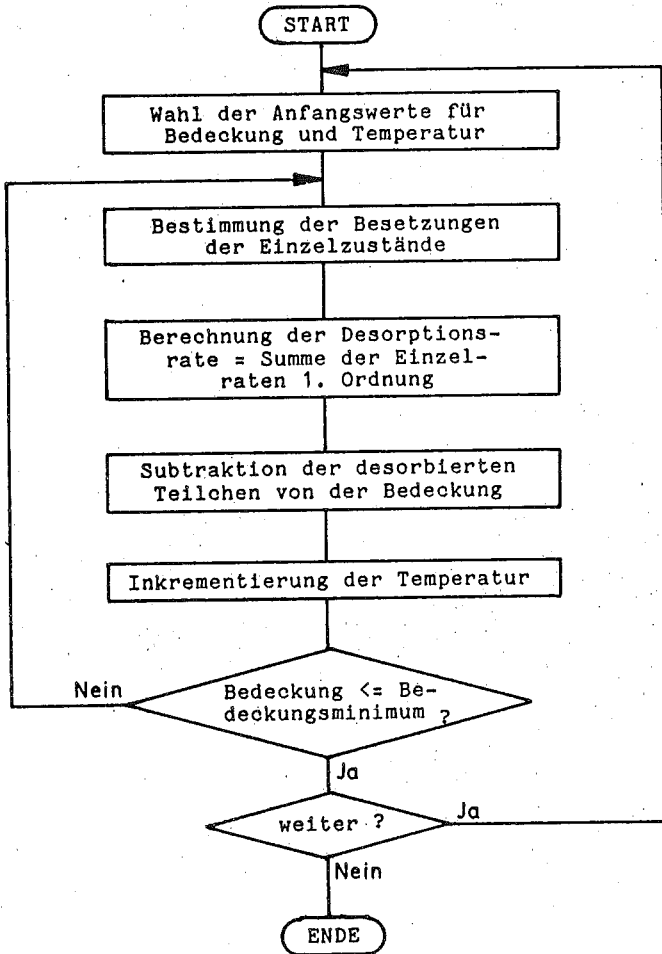 START
Wahl der Anfangswerte für
Bedeckung und Temperatur
Bestimmung der Besetzungen
der Einzelzustände
Berechnung der Desorptions-
rate = Summe der Einzel-
raten 1. Ordnung
Subtraktion der desorbierten
Teilchen von der Bedeckung
Inkrementierung der Temperatur
Nein
Bedeckung <= Be-
deckungsminimum ?
Ja
weiter ?
Ja
Nein
ENDE